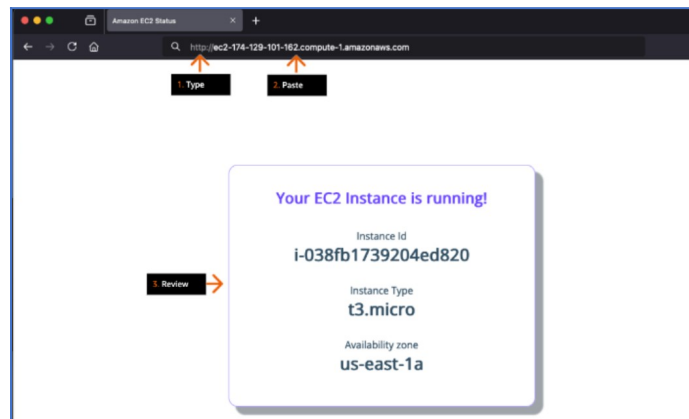 Amazon EC2 Status
http://ec2-174-129-101-162.compute-1.amazonaws.com
1. Type
2. Paste
Your EC2 Instance is running!
Instance Id
i-038fb1739204ed820
3. Review
Instance Type
t3.micro
Availability zone
us-east-1a